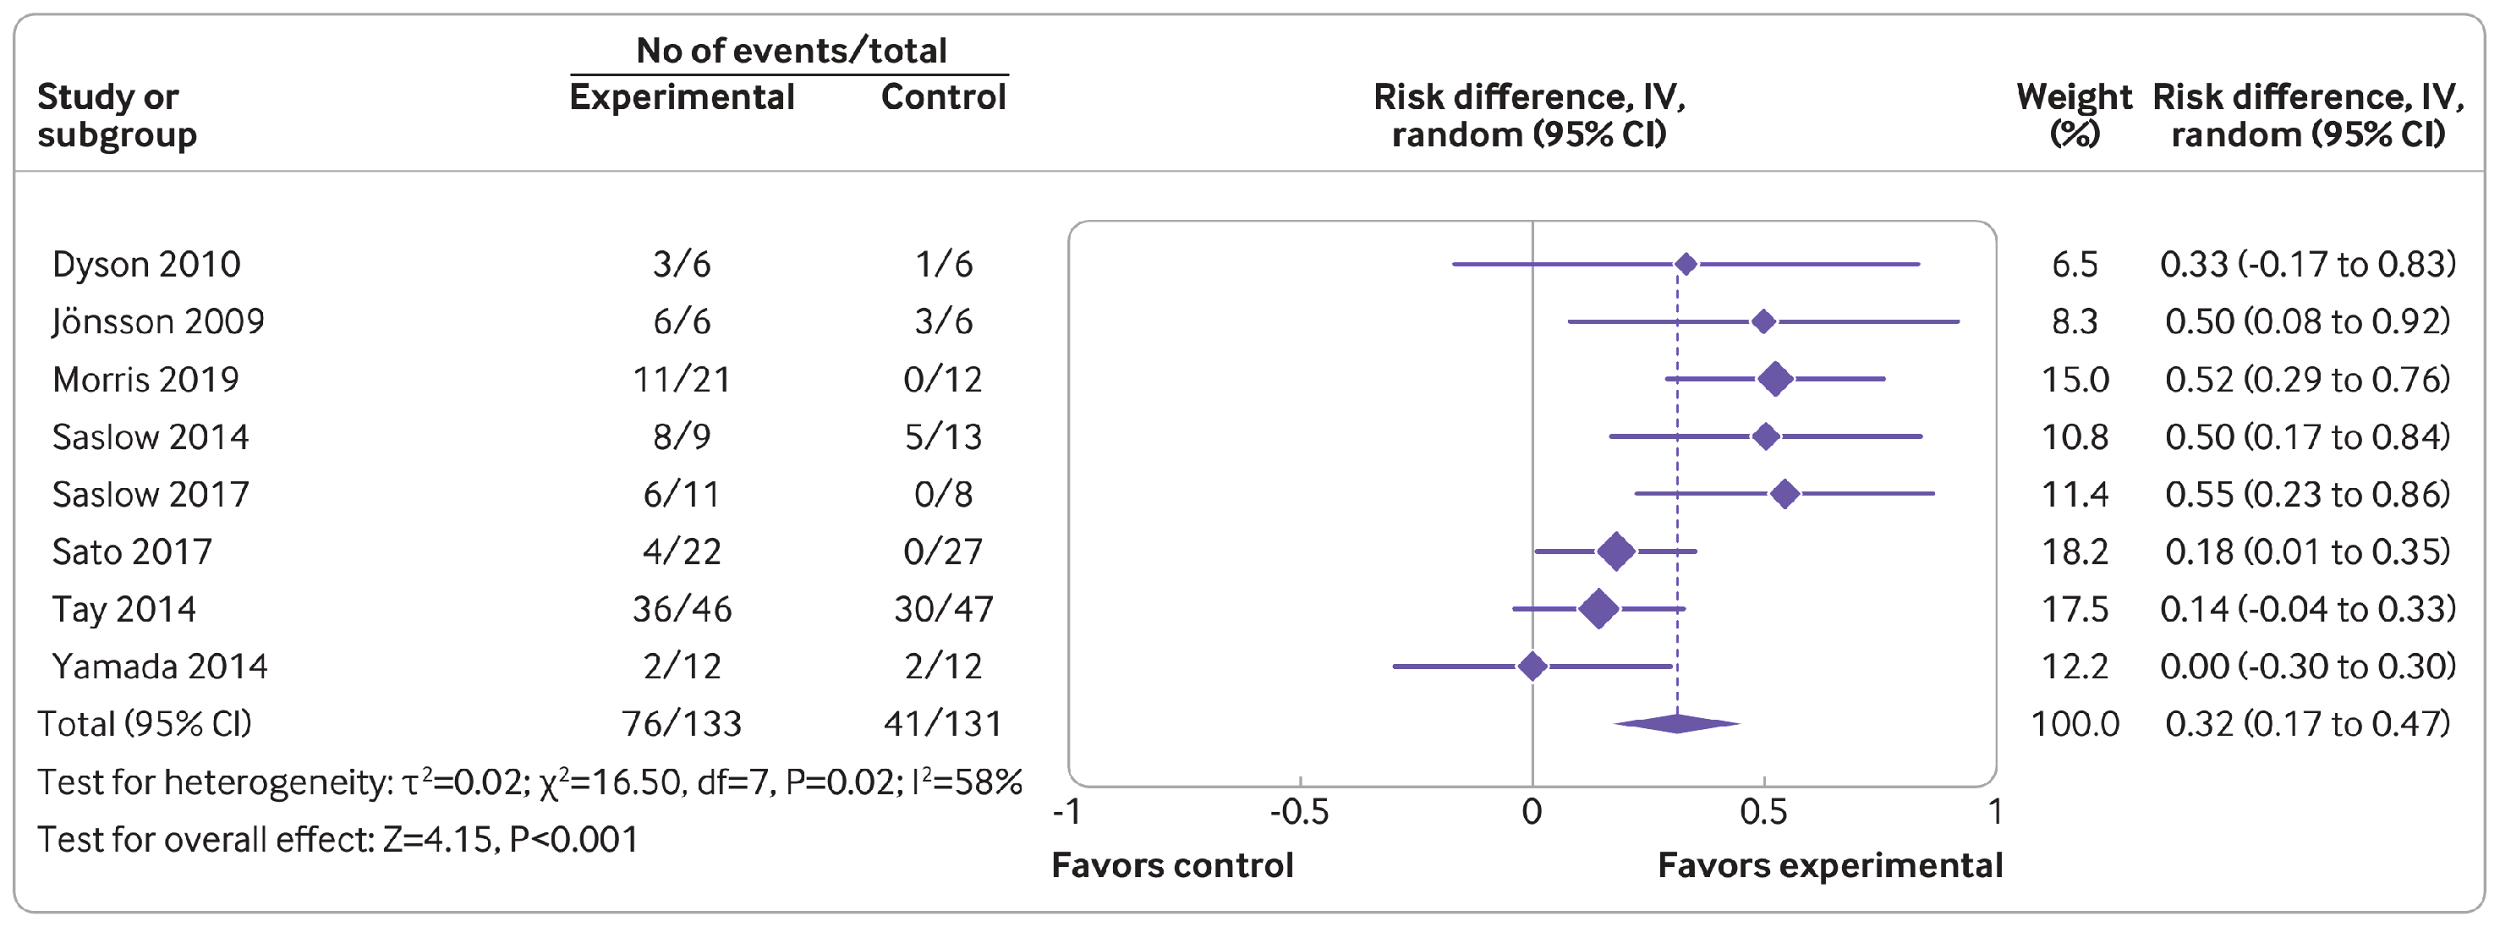 No of events/total
Study or subgroup Experimental Control Risk difference, IV, random (95% CI) Weight (%) Risk difference, IV, random (95% CI)
Dyson 2010 3/6 1/6 6.5 0.33 (-0.17 to 0.83)
Jönsson 2009 6/6 3/6 8.3 0.50 (0.08 to 0.92)
Morris 2019 11/21 0/12 15.0 0.52 (0.29 to 0.76)
Saslow 2014 8/9 5/13 10.8 0.50 (0.17 to 0.84)
Saslow 2017 6/11 0/8 11.4 0.55 (0.23 to 0.86)
Sato 2017 4/22 0/27 18.2 0.18 (0.01 to 0.35)
Tay 2014 36/46 30/47 17.5 0.14 (-0.04 to 0.33)
Yamada 2014 2/12 2/12 12.2 0.00 (-0.30 to 0.30)
Total (95% CI) 76/133 41/131 100.0 0.32 (0.17 to 0.47)
Test for heterogeneity: τ²=0.02; χ²=16.50, df=7, P=0.02; I²=58%
-1 -0.5 0 0.5 1
Test for overall effect: Z=4.15, P<0.001
Favors control Favors experimental